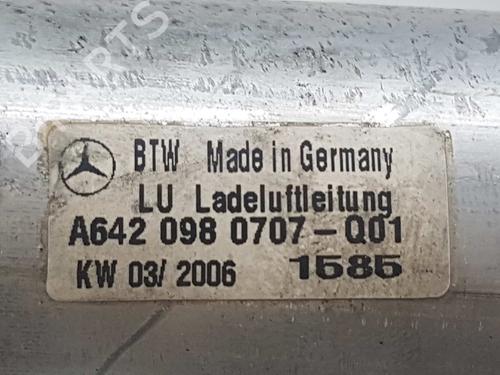 BTW Made in Germany
LU Ladeluftleitung
A642 098 0707-Q01
KW 03/ 2006 1585